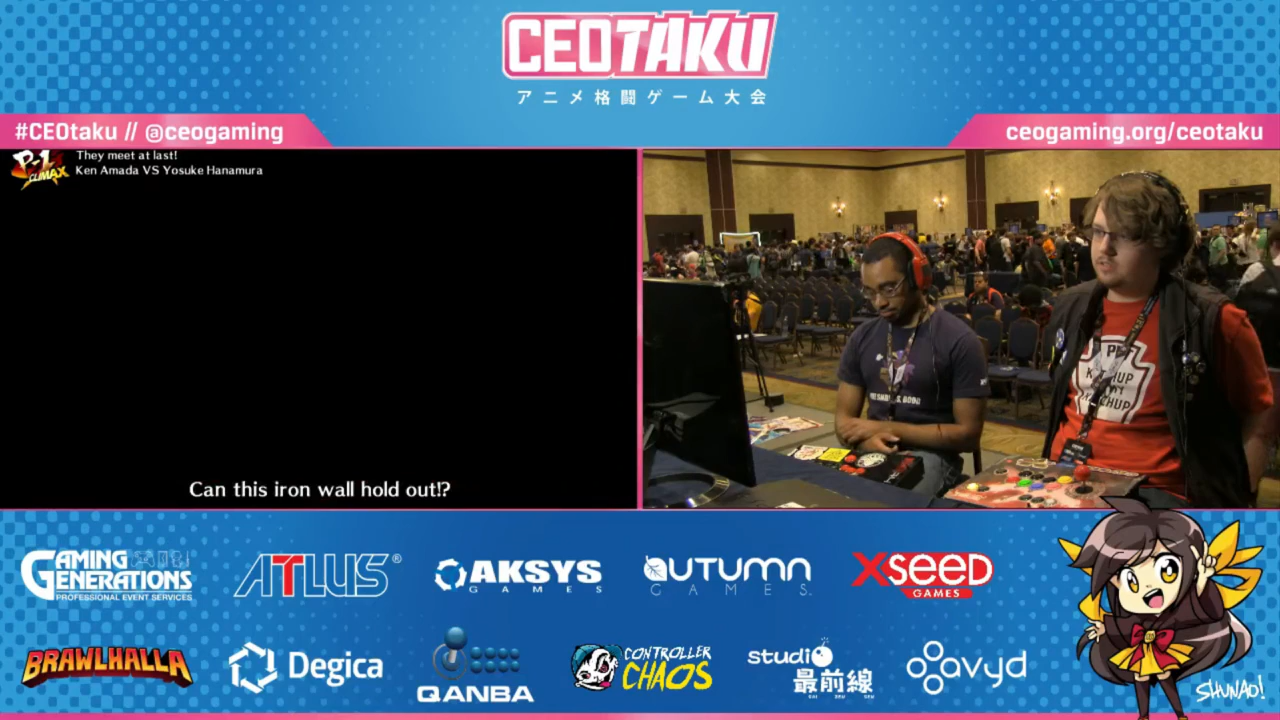 CEOTAKU
アニメ格闘ゲーム大会
#CEOtaku // @ceogaming
ceogaming.org/ceotaku
P-1
CLIMAX
They meet at last!
Ken Amada VS Yosuke Hanamura
Can this iron wall hold out!?
GAMING
GENERATIONS
PROFESSIONAL EVENT SERVICES
ATLUS®
AKSYS
GAMES
AUTUMN
GAMES.
XSEED
GAMES
BRAWLHALLA
Degica
QANBA
CONTROLLER
CHAOS
studio
最前線
avyd
SHUNAO!